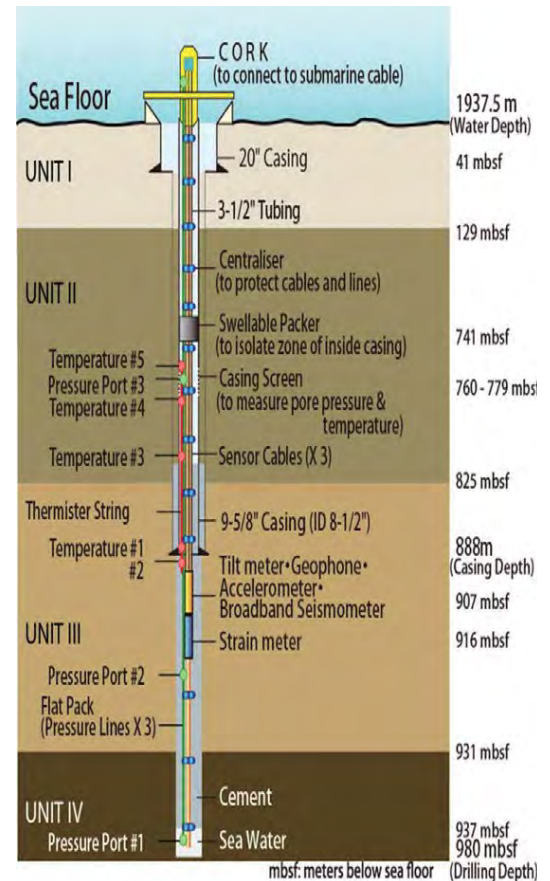 CORK
(to connect to submarine cable)
Sea Floor
1937.5 m
(Water Depth)
20" Casing
41 mbsf
UNIT I
3-1/2" Tubing
129 mbsf
Centraliser
(to protect cables and lines)
UNIT II
Swellable Packer
(to isolate zone of inside casing)
741 mbsf
Temperature #5
Pressure Port #3
Temperature #4
Casing Screen
(to measure pore pressure &
temperature)
760 - 779 mbsf
Temperature #3
Sensor Cables (X 3)
825 mbsf
Thermister String
9-5/8" Casing (ID 8-1/2")
Temperature #1
#2
888m
(Casing Depth)
Tilt meter•Geophone•
Accelerometer•
Broadband Seismometer
907 mbsf
UNIT III
Strain meter
916 mbsf
Pressure Port #2
Flat Pack
(Pressure Lines X 3)
931 mbsf
Cement
UNIT IV
937 mbsf
Pressure Port #1
Sea Water
980 mbsf
(Drilling Depth)
mbsf: meters below sea floor